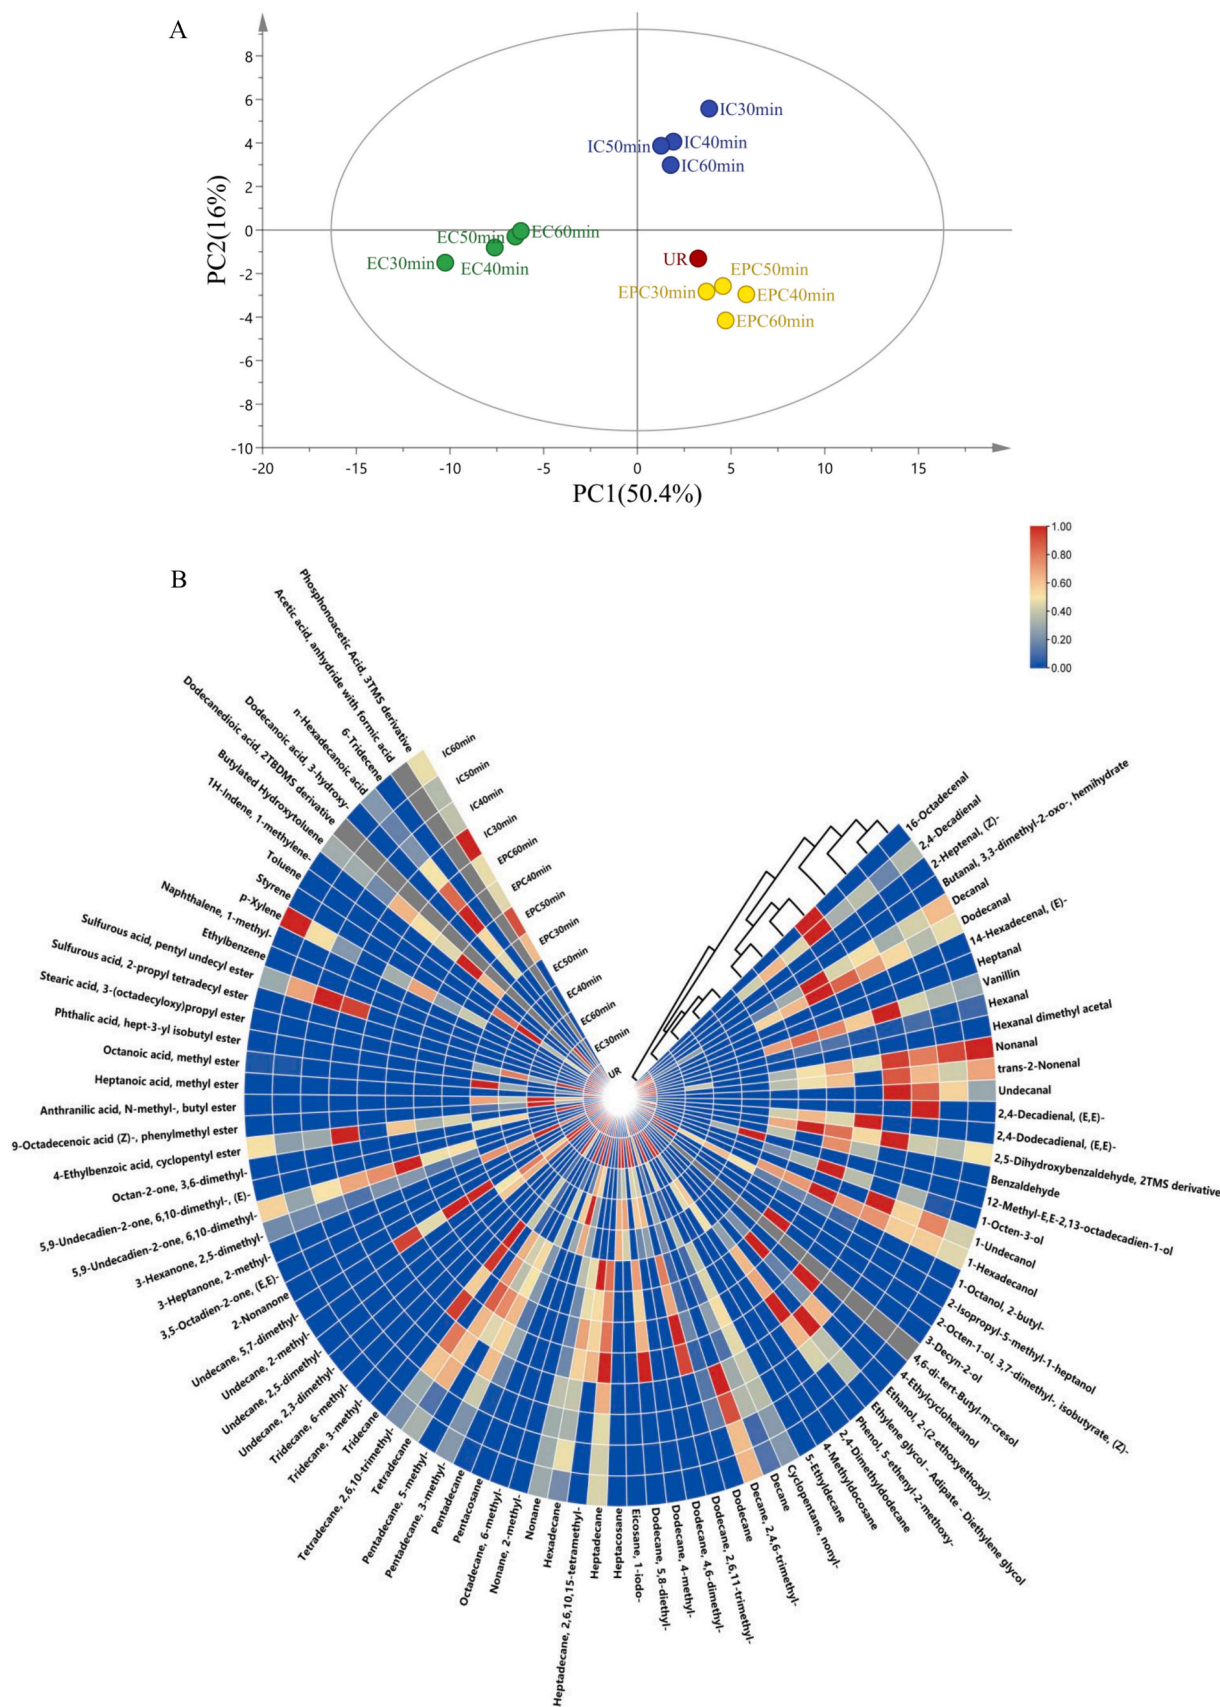 A
8
6
4
2
0
-2
-4
-6
-8
-10
PC2(16%)
IC30min
IC50min
IC40min
IC60min
EC50min
EC60min
EC30min
EC40min
UR
EPC50min
EPC30min
EPC40min
EPC60min
-20
-15
-10
-5
0
5
10
15
PC1(50.4%)
B
1.00
0.80
0.60
0.40
0.20
0.00
Phosphonoacetic Acid, 3TMS derivative
Acetic acid, anhydride with formic acid
6-Tridecene
n-Hexadecanoic acid
Dodecanoic acid, 3-hydroxy-
Dodecanedioic acid, 2TBDMS derivative
Butylated Hydroxytoluene
1H-Indene, 1-methylene-
Toluene
Styrene
p-Xylene
Naphthalene, 1-methyl-
Ethylbenzene
Sulfurous acid, pentyl undecyl ester
Sulfurous acid, 2-propyl tetradecyl ester
Stearic acid, 3-(octadecyloxy)propyl ester
Phthalic acid, hept-3-yl isobutyl ester
Octanoic acid, methyl ester
Heptanoic acid, methyl ester
Anthranilic acid, N-methyl-, butyl ester
9-Octadecenoic acid (Z)-, phenylmethyl ester
4-Ethylbenzoic acid, cyclopentyl ester
Octan-2-one, 3,6-dimethyl-
5,9-Undecadien-2-one, 6,10-dimethyl-, (E)-
5,9-Undecadien-2-one, 6,10-dimethyl-
3-Hexanone, 2,5-dimethyl-
3-Heptanone, 2-methyl-
3,5-Octadien-2-one, (E,E)-
2-Nonanone
Undecane, 5,7-dimethyl-
Undecane, 2-methyl-
Undecane, 2,5-dimethyl-
Undecane, 2,3-dimethyl-
Tridecane, 6-methyl-
Tridecane, 3-methyl-
Tridecane
Tetradecane, 2,6,10-trimethyl-
Tetradecane
Pentadecane, 5-methyl-
Pentadecane, 3-methyl-
Pentadecane
Pentacosane
Octadecane, 6-methyl-
Nonane, 2-methyl-
Nonane
Hexadecane
Heptadecane, 2,6,10,15-tetramethyl-
Heptadecane
Heptacosane
Eicosane, 1-iodo-
Dodecane, 5,8-diethyl-
Dodecane, 4-methyl-
Dodecane, 4,6-dimethyl-
Dodecane, 2,6,11-trimethyl-
Dodecane
Decane, 2,4,6-trimethyl-
Decane
Cyclopentane, nonyl-
5-Ethyldecane
4-Methyldocosane
2,4-Dimethyldodecane
Phenol, 5-ethenyl-2-methoxy-
Ethylene glycol - Adipate - Diethylene glycol
Ethanol, 2-(2-ethoxyethoxy)-
4-Ethylcyclohexanol
4,6-di-tert-Butyl-m-cresol
3-Decyn-2-ol
2-Octen-1-ol, 3,7-dimethyl-, isobutyrate, (Z)-
2-Isopropyl-5-methyl-1-heptanol
1-Octanol, 2-butyl-
1-Hexadecanol
1-Undecanol
1-Octen-3-ol
12-Methyl-E,E-2,13-octadecadien-1-ol
Benzaldehyde
2,5-Dihydroxybenzaldehyde, 2TMS derivative
2,4-Dodecadienal, (E,E)-
2,4-Decadienal, (E,E)-
Undecanal
trans-2-Nonenal
Nonanal
Hexanal dimethyl acetal
Hexanal
Vanillin
Heptanal
14-Hexadecenal, (E)-
Dodecanal
Decanal
Butanal, 3,3-dimethyl-2-oxo-, hemihydrate
2-Heptenal, (Z)-
2,4-Decadienal
16-Octadecenal
IC60min
IC50min
IC40min
IC30min
EPC60min
EPC40min
EPC50min
EPC30min
EC50min
EC40min
EC60min
EC30min
UR